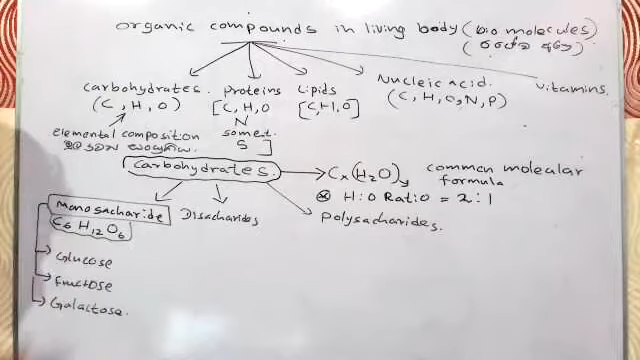 organic compounds in living body (bio molecules)
carbohydrates. proteins Lipids Nucleic acid. vitamins.
(C, H, O) [C, H, O [C, H, O] (C, H, O, N, P)
N
elemental composition somet.
S ]
carbohydrates. → Cx(H2O)y common molecular
formula
⊗ H:O Ratio = 2:1
Monosacharide Disacharides Polysacharides.
C6 H12 O6
Glucose
fructose
Galactose.